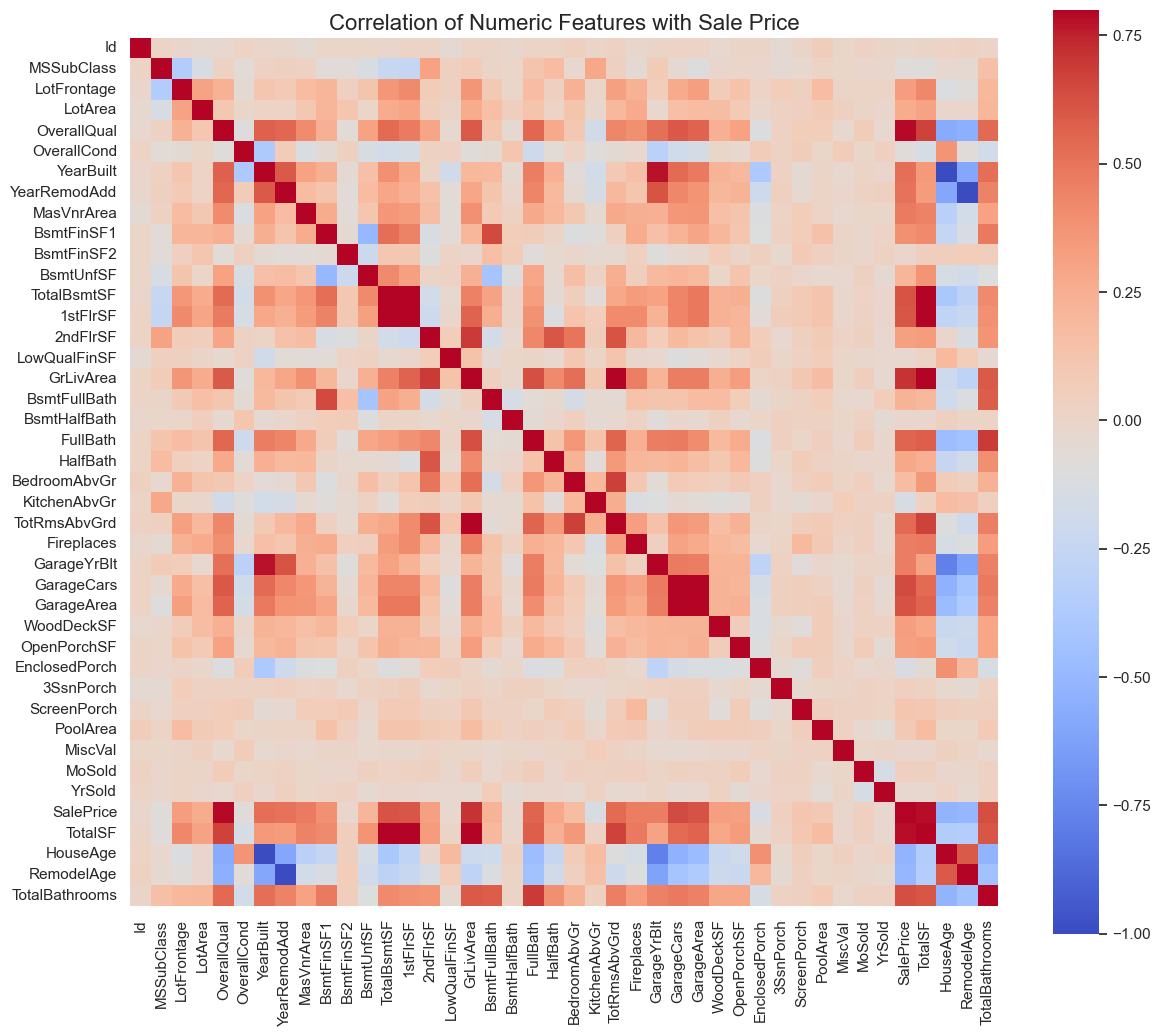 Correlation of Numeric Features with Sale Price
Id
MSSubClass
LotFrontage
LotArea
OverallQual
OverallCond
YearBuilt
YearRemodAdd
MasVnrArea
BsmtFinSF1
BsmtFinSF2
BsmtUnfSF
TotalBsmtSF
1stFlrSF
2ndFlrSF
LowQualFinSF
GrLivArea
BsmtFullBath
BsmtHalfBath
FullBath
HalfBath
BedroomAbvGr
KitchenAbvGr
TotRmsAbvGrd
Fireplaces
GarageYrBlt
GarageCars
GarageArea
WoodDeckSF
OpenPorchSF
EnclosedPorch
3SsnPorch
ScreenPorch
PoolArea
MiscVal
MoSold
YrSold
SalePrice
TotalSF
HouseAge
RemodelAge
TotalBathrooms
Id
MSSubClass
LotFrontage
LotArea
OverallQual
OverallCond
YearBuilt
YearRemodAdd
MasVnrArea
BsmtFinSF1
BsmtFinSF2
BsmtUnfSF
TotalBsmtSF
1stFlrSF
2ndFlrSF
LowQualFinSF
GrLivArea
BsmtFullBath
BsmtHalfBath
FullBath
HalfBath
BedroomAbvGr
KitchenAbvGr
TotRmsAbvGrd
Fireplaces
GarageYrBlt
GarageCars
GarageArea
WoodDeckSF
OpenPorchSF
EnclosedPorch
3SsnPorch
ScreenPorch
PoolArea
MiscVal
MoSold
YrSold
SalePrice
TotalSF
HouseAge
RemodelAge
TotalBathrooms
0.75
0.50
0.25
0.00
−0.25
−0.50
−0.75
−1.00